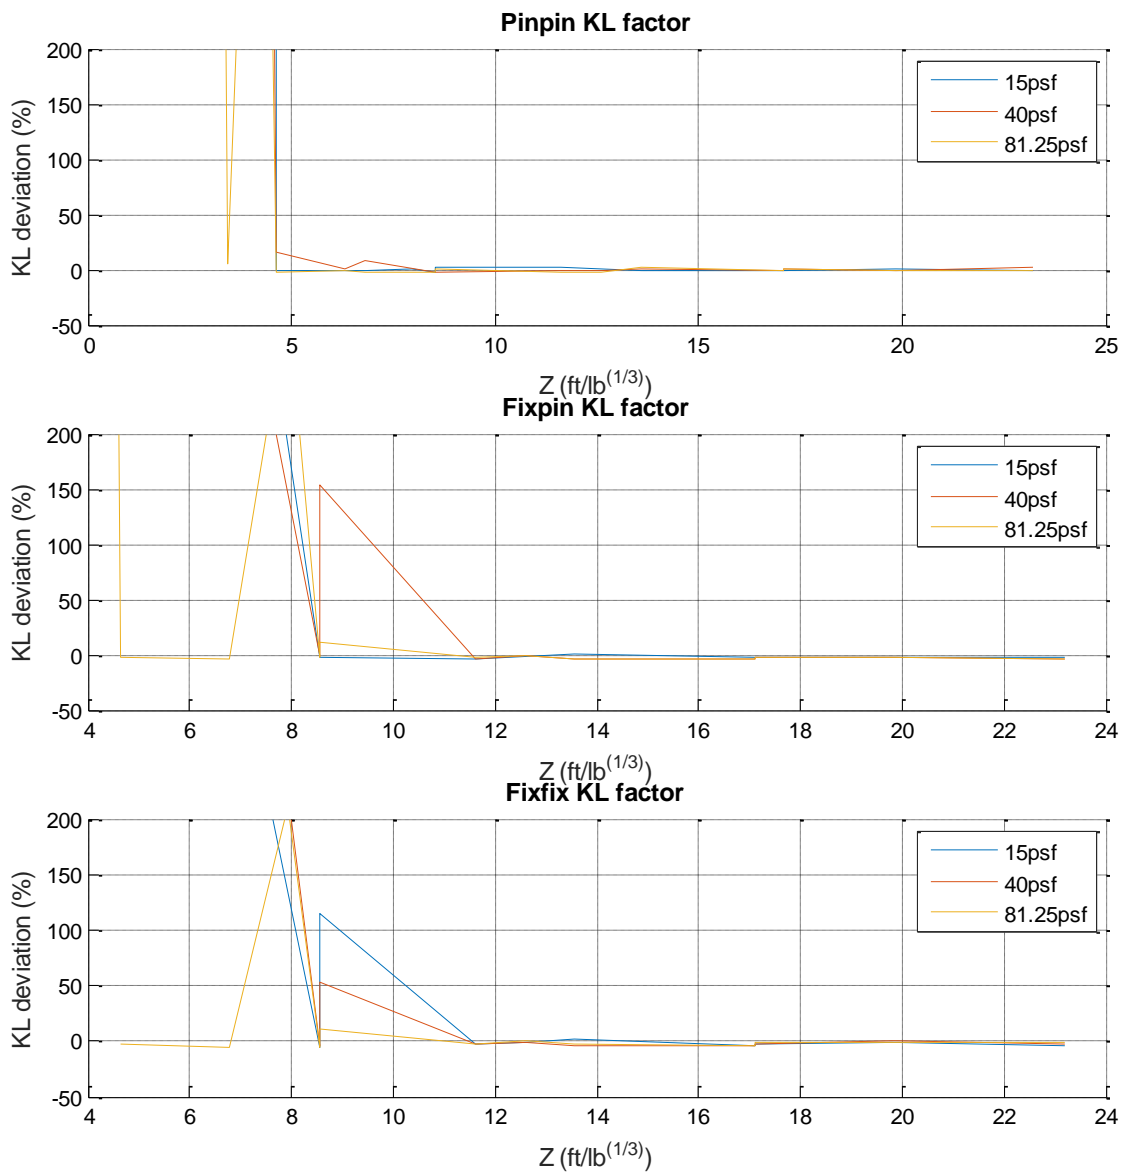 Pinpin KL factor
200
150
100
50
0
-50
KL deviation (%)
15psf
40psf
81.25psf
0 5 10 15 20 25
Z (ft/lb^(1/3))
Fixpin KL factor
200
150
100
50
0
-50
KL deviation (%)
15psf
40psf
81.25psf
4 6 8 10 12 14 16 18 20 22 24
Z (ft/lb^(1/3))
Fixfix KL factor
200
150
100
50
0
-50
KL deviation (%)
15psf
40psf
81.25psf
4 6 8 10 12 14 16 18 20 22 24
Z (ft/lb^(1/3))